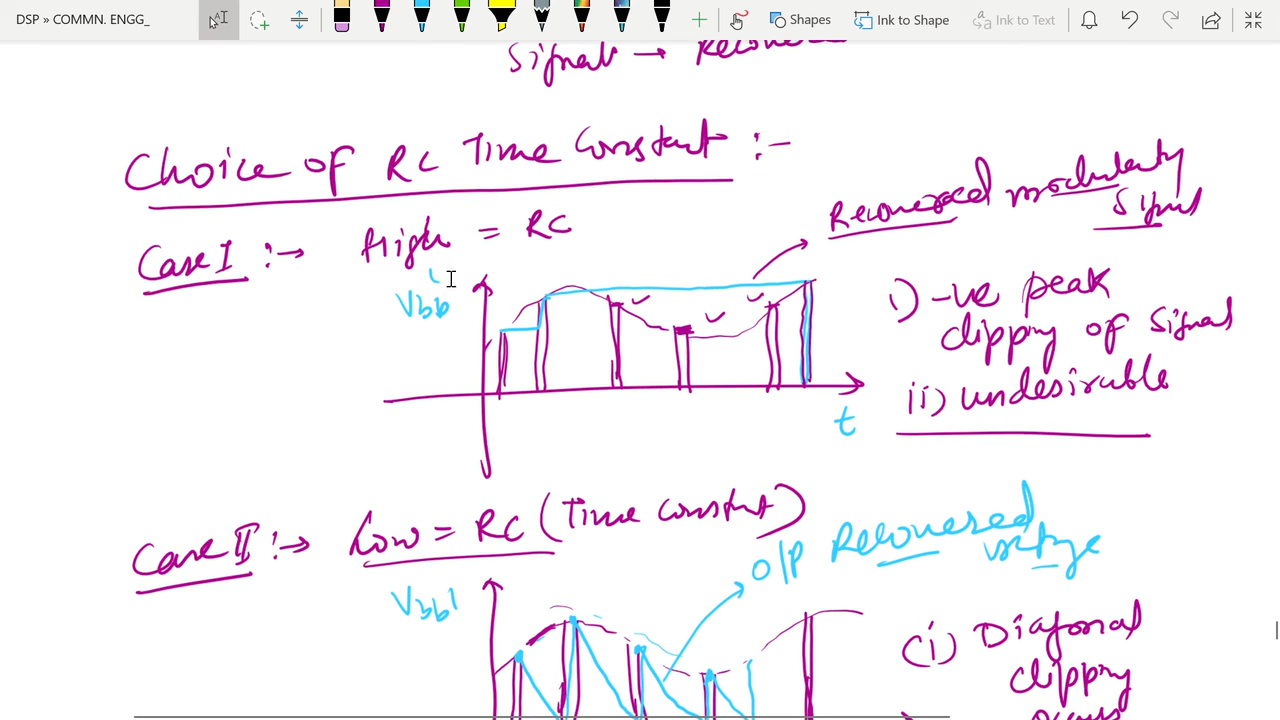 DSP » COMMN. ENGG_
Shapes
Ink to Shape
Ink to Text
Signal → Recovered
Choice of RC Time Constant :-
Case I :→ High = RC
Recovered modulating
Signal
Vbb'
t
i) -ve peak
clipping of Signal
ii) undesirable
Case II :→ Low = RC (Time Constant)
O/P Recovered
voltage
Vbb'
(i) Diagonal
clipping
occurs